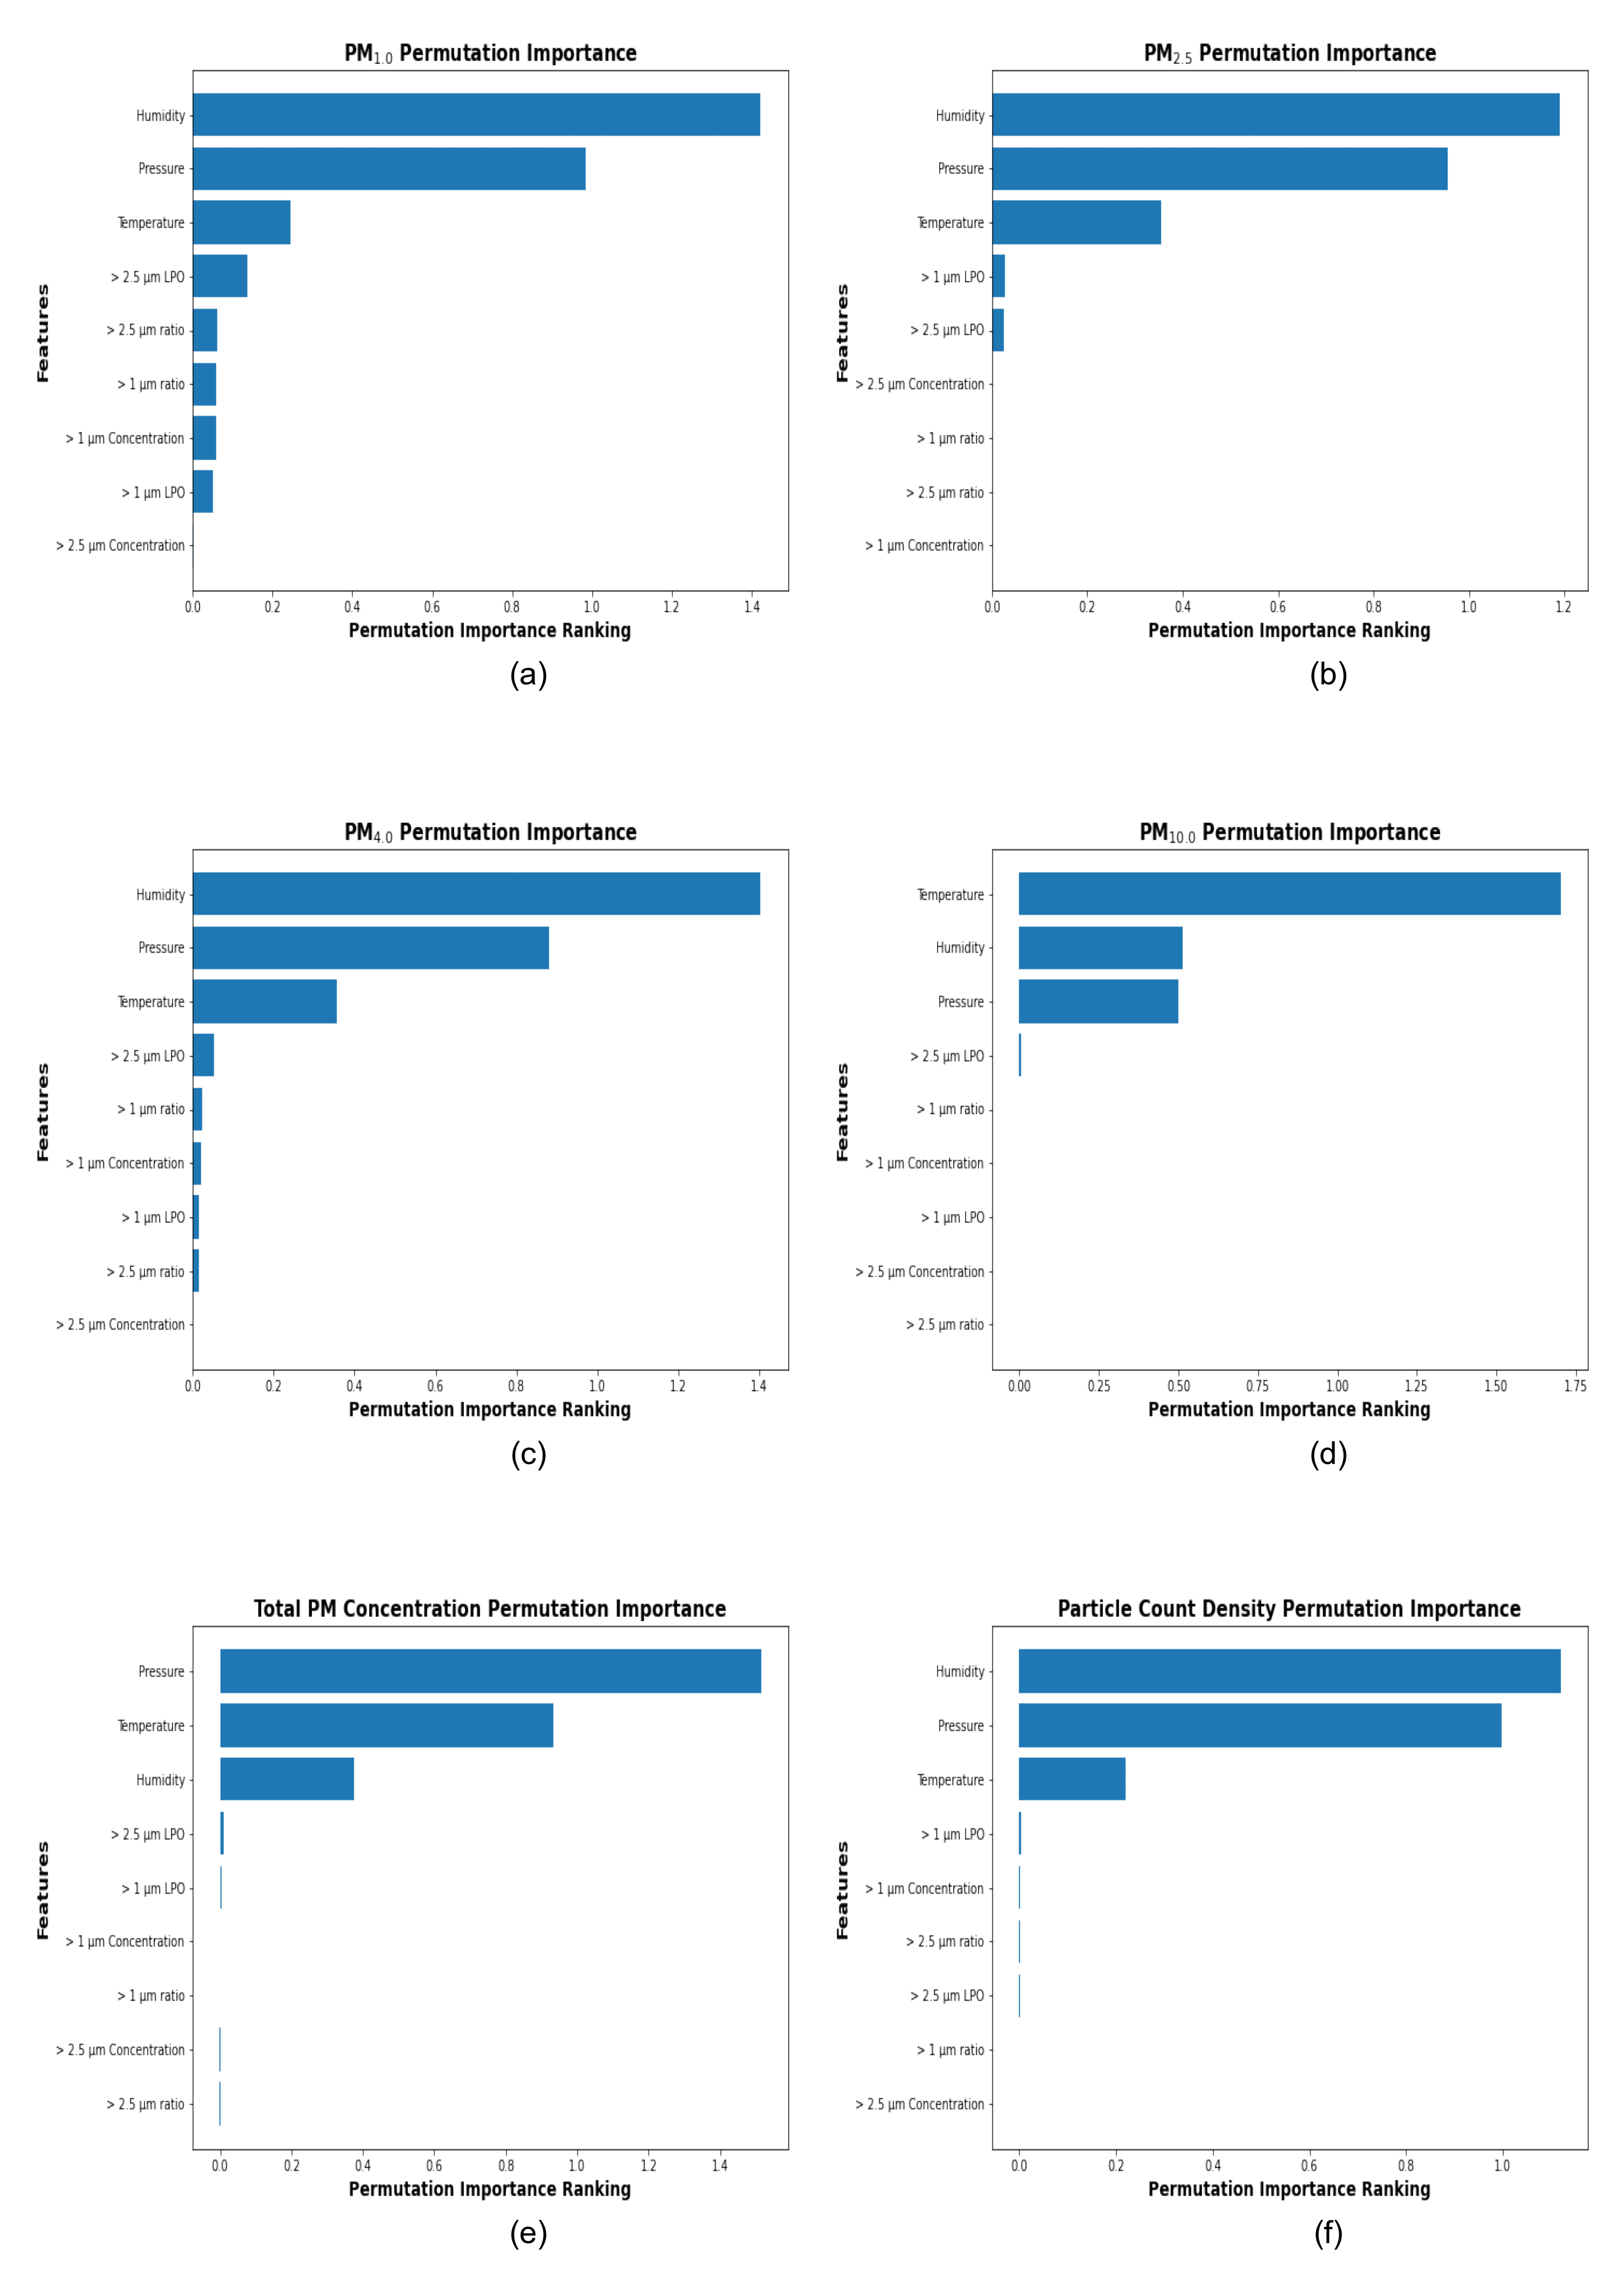 PM1.0 Permutation Importance
Features
Humidity
Pressure
Temperature
> 2.5 μm LPO
> 2.5 μm ratio
> 1 μm ratio
> 1 μm Concentration
> 1 μm LPO
> 2.5 μm Concentration
0.0 0.2 0.4 0.6 0.8 1.0 1.2 1.4
Permutation Importance Ranking
(a)
PM2.5 Permutation Importance
Features
Humidity
Pressure
Temperature
> 1 μm LPO
> 2.5 μm LPO
> 2.5 μm Concentration
> 1 μm ratio
> 2.5 μm ratio
> 1 μm Concentration
0.0 0.2 0.4 0.6 0.8 1.0 1.2
Permutation Importance Ranking
(b)
PM4.0 Permutation Importance
Features
Humidity
Pressure
Temperature
> 2.5 μm LPO
> 1 μm ratio
> 1 μm Concentration
> 1 μm LPO
> 2.5 μm ratio
> 2.5 μm Concentration
0.0 0.2 0.4 0.6 0.8 1.0 1.2 1.4
Permutation Importance Ranking
(c)
PM10.0 Permutation Importance
Features
Temperature
Humidity
Pressure
> 2.5 μm LPO
> 1 μm ratio
> 1 μm Concentration
> 1 μm LPO
> 2.5 μm Concentration
> 2.5 μm ratio
0.00 0.25 0.50 0.75 1.00 1.25 1.50 1.75
Permutation Importance Ranking
(d)
Total PM Concentration Permutation Importance
Features
Pressure
Temperature
Humidity
> 2.5 μm LPO
> 1 μm LPO
> 1 μm Concentration
> 1 μm ratio
> 2.5 μm Concentration
> 2.5 μm ratio
0.0 0.2 0.4 0.6 0.8 1.0 1.2 1.4
Permutation Importance Ranking
(e)
Particle Count Density Permutation Importance
Features
Humidity
Pressure
Temperature
> 1 μm LPO
> 1 μm Concentration
> 2.5 μm ratio
> 2.5 μm LPO
> 1 μm ratio
> 2.5 μm Concentration
0.0 0.2 0.4 0.6 0.8 1.0
Permutation Importance Ranking
(f)